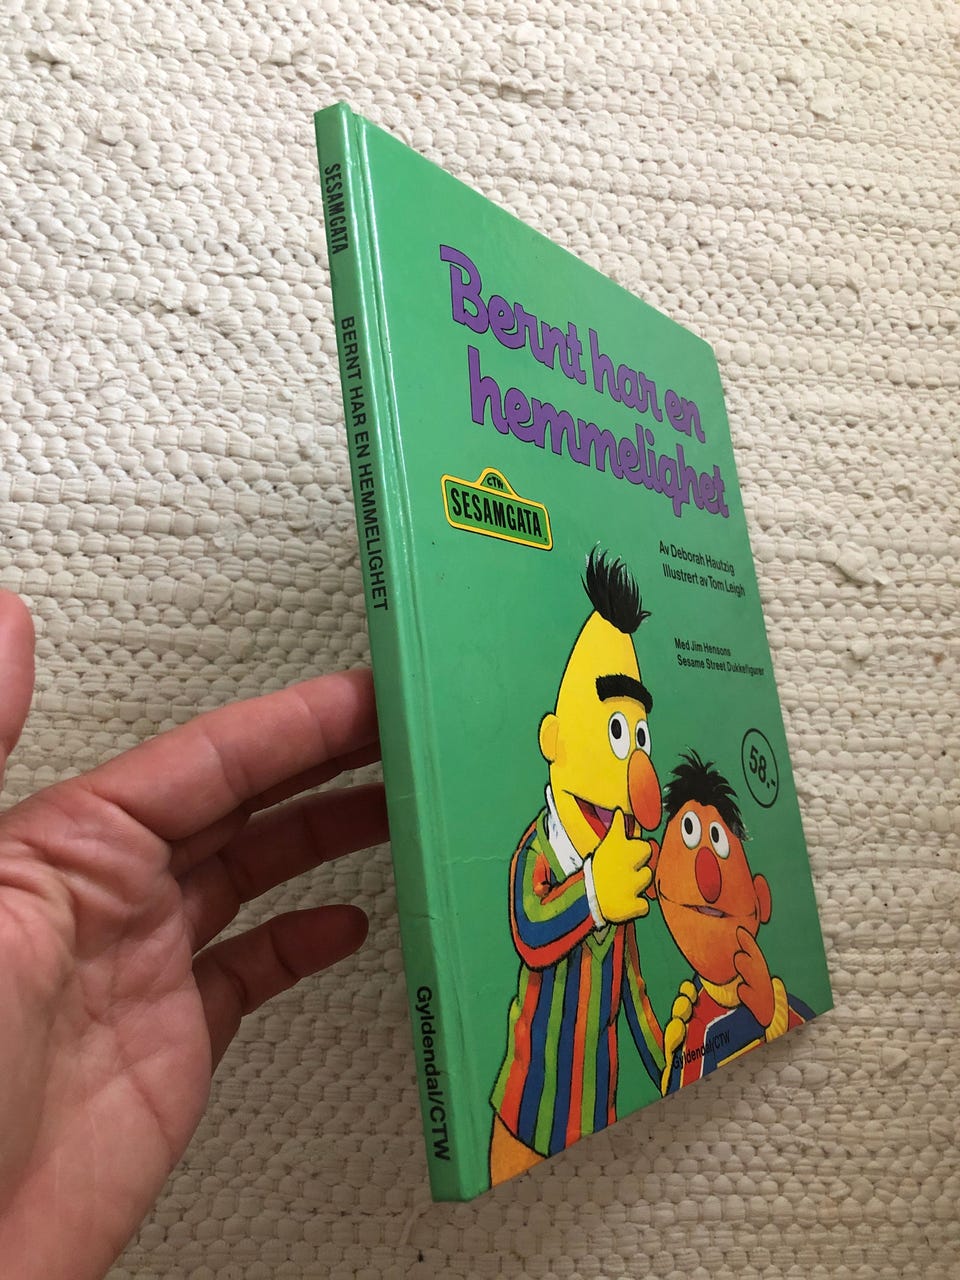 SESAMGATA
BERNT HAR EN HEMMELIGHET
Gyldendal/CTW
Bernt har en
hemmelighet
CTW
SESAMGATA
Av Deborah Hautzig
Illustrert av Tom Leigh
Med Jim Hensons
Sesame Street Dukkefigurer
58.-
Gyldendal/CTW